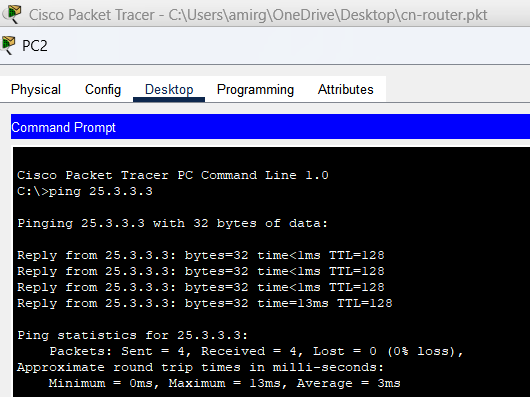 Cisco Packet Tracer - C:\Users\amirg\OneDrive\Desktop\cn-router.pkt
PC2
Physical Config Desktop Programming Attributes
Command Prompt
Cisco Packet Tracer PC Command Line 1.0
C:\>ping 25.3.3.3
Pinging 25.3.3.3 with 32 bytes of data:
Reply from 25.3.3.3: bytes=32 time<1ms TTL=128
Reply from 25.3.3.3: bytes=32 time<1ms TTL=128
Reply from 25.3.3.3: bytes=32 time<1ms TTL=128
Reply from 25.3.3.3: bytes=32 time=13ms TTL=128
Ping statistics for 25.3.3.3:
Packets: Sent = 4, Received = 4, Lost = 0 (0% loss),
Approximate round trip times in milli-seconds:
Minimum = 0ms, Maximum = 13ms, Average = 3ms